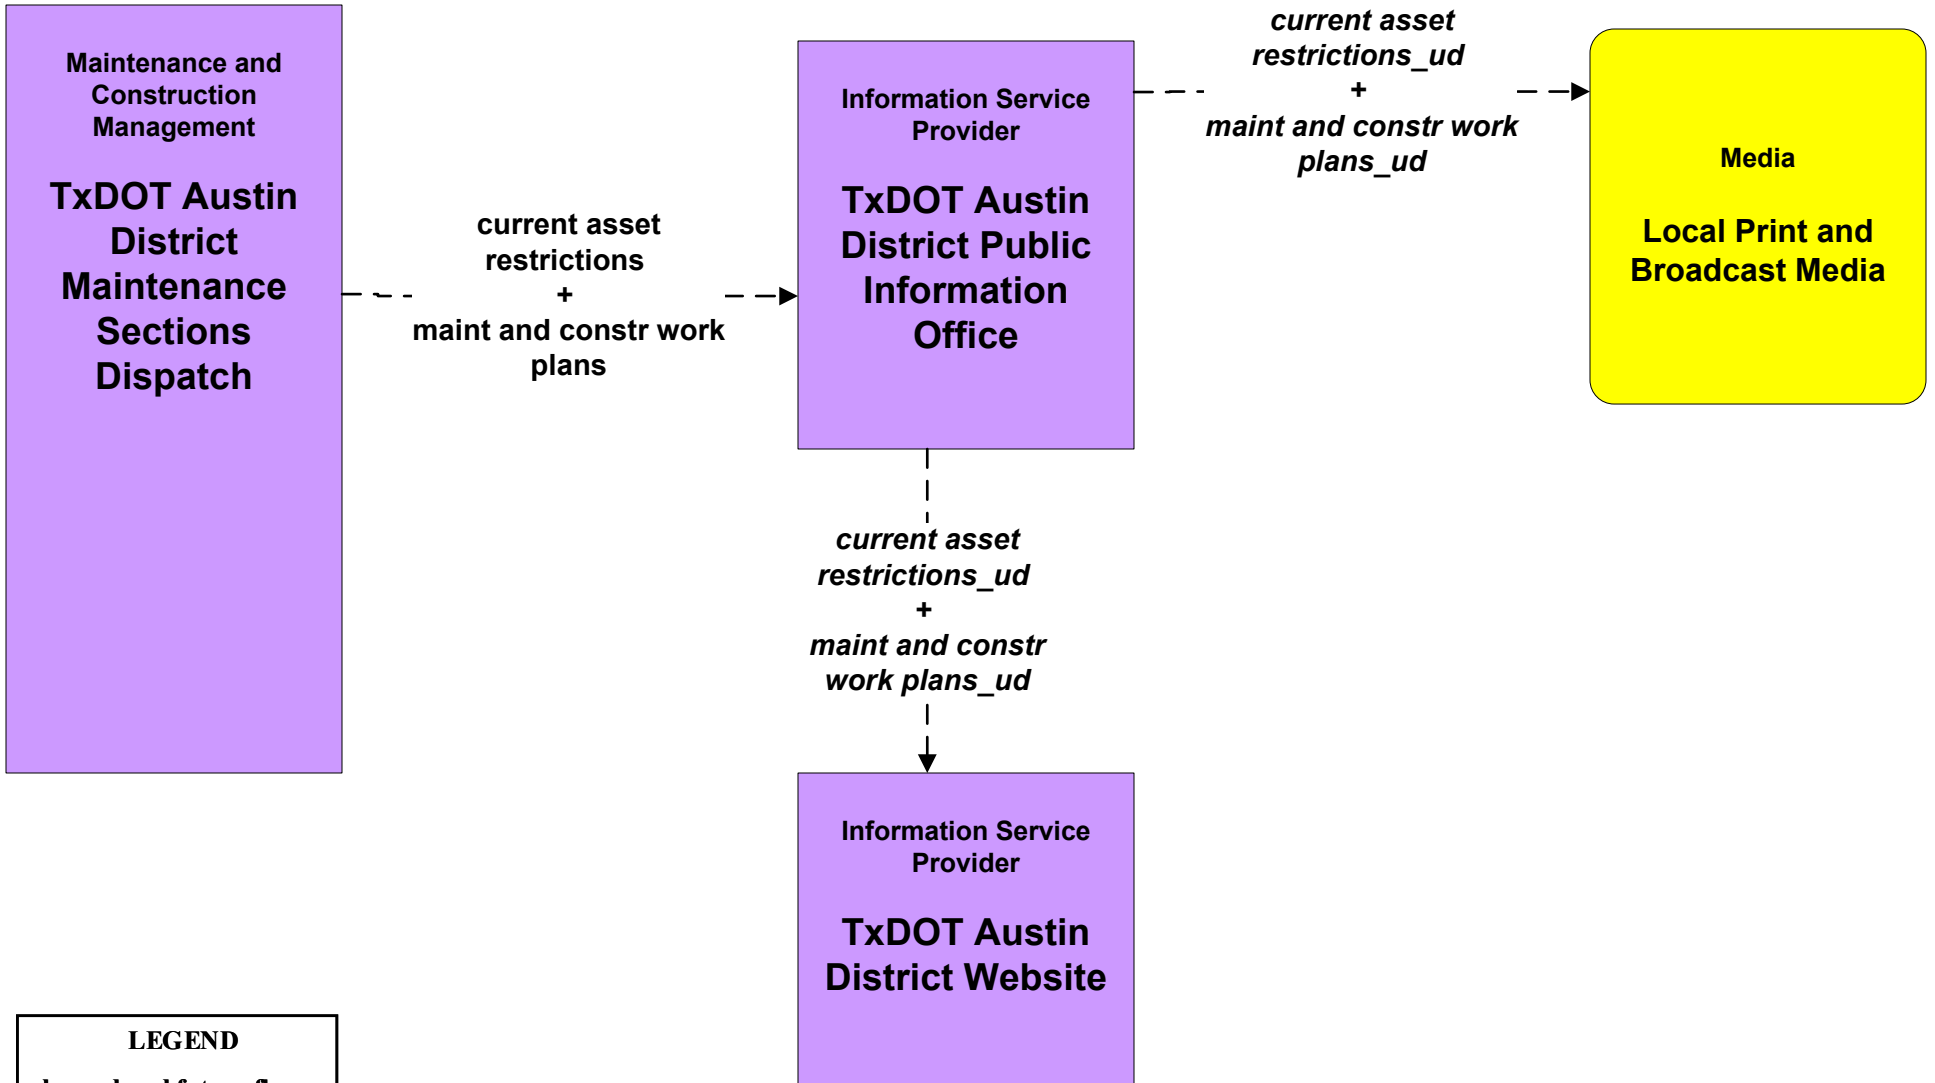 Maintenance and
Construction
Management
TxDOT Austin
District
Maintenance
Sections
Dispatch
current asset
restrictions
+
maint and constr work
plans
Information Service
Provider
TxDOT Austin
District Public
Information
Office
current asset
restrictions_ud
+
maint and constr work
plans_ud
Media
Local Print and
Broadcast Media
current asset
restrictions_ud
+
maint and constr
work plans_ud
Information Service
Provider
TxDOT Austin
District Website
LEGEND